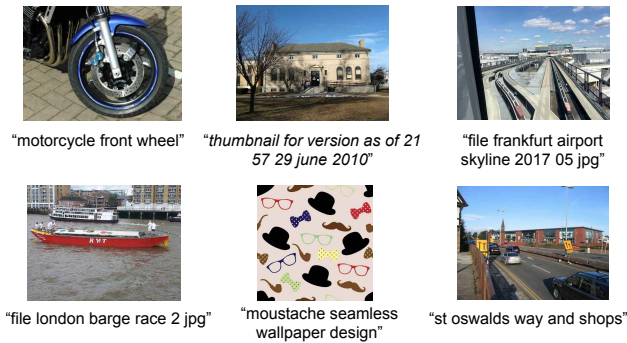 “motorcycle front wheel”
“thumbnail for version as of 21
57 29 june 2010”
“file frankfurt airport
skyline 2017 05 jpg”
RWT
“file london barge race 2 jpg”
“moustache seamless
wallpaper design”
“st oswalds way and shops”